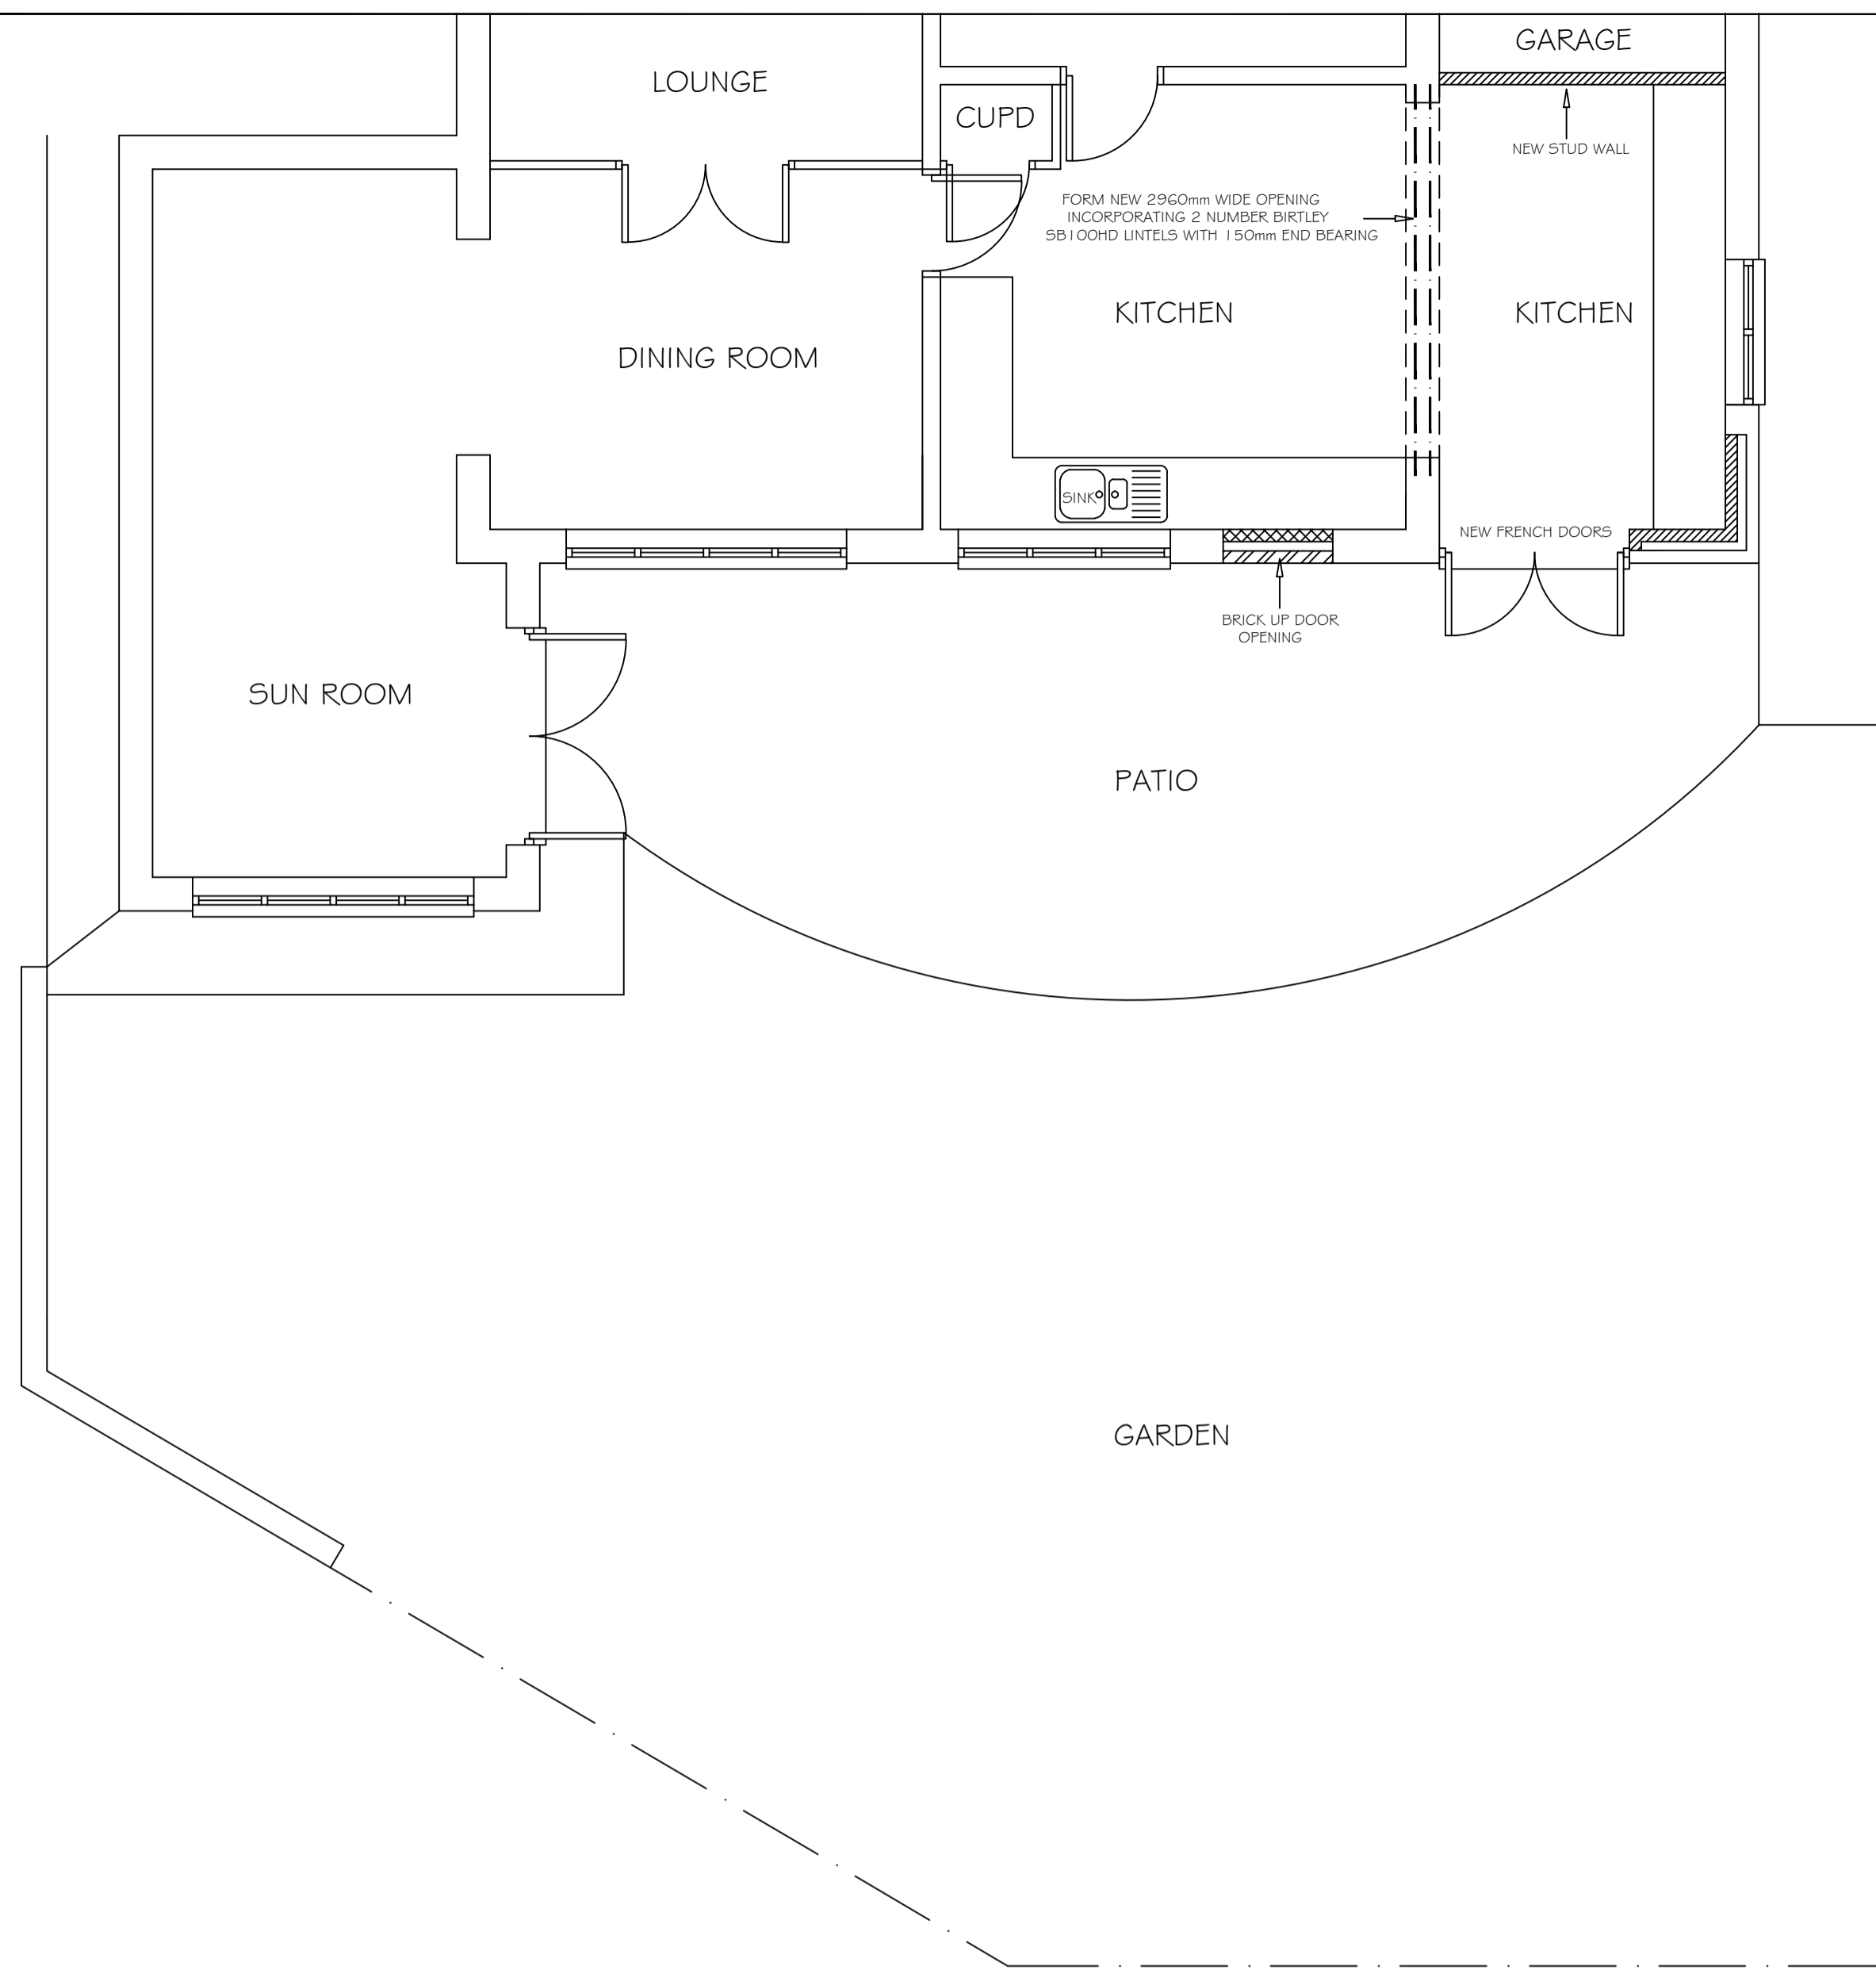 GARAGE
LOUNGE
CUPD
NEW STUD WALL
FORM NEW 2960mm WIDE OPENING
INCORPORATING 2 NUMBER BIRTLEY
SB100HD LINTELS WITH 150mm END BEARING
KITCHEN
KITCHEN
DINING ROOM
SINK
NEW FRENCH DOORS
BRICK UP DOOR
OPENING
SUN ROOM
PATIO
GARDEN